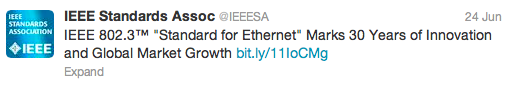 IEEE STANDARDS ASSOCIATION
IEEE
IEEE Standards Assoc @IEEESA 24 Jun
IEEE 802.3™ "Standard for Ethernet" Marks 30 Years of Innovation
and Global Market Growth bit.ly/11IoCMg
Expand